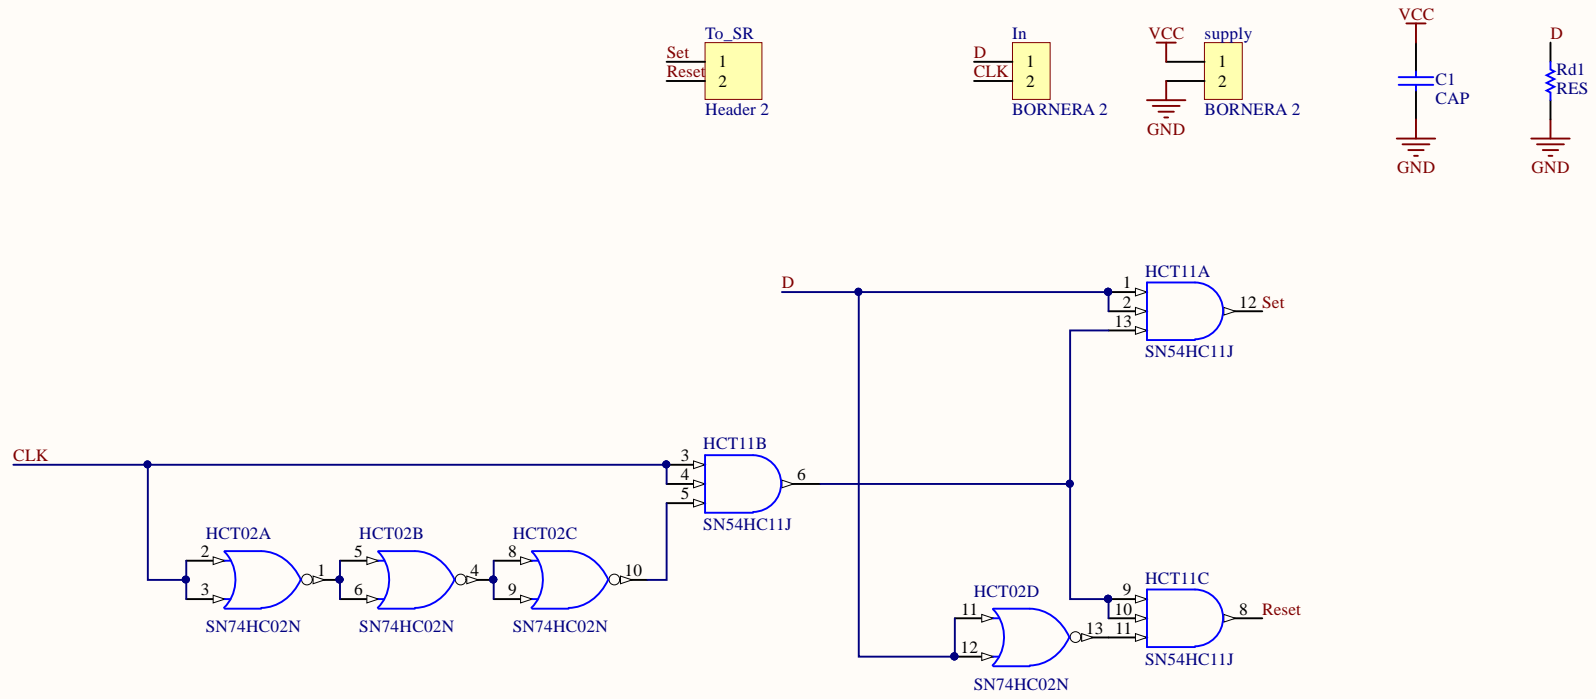 To_SR
Set 1
Reset 2
Header 2
In
D 1
CLK 2
BORNERA 2
VCC supply
1
2
GND
BORNERA 2
VCC
C1
CAP
GND
D
Rd1
RES
GND
D
HCT11A
1
2
13
12 Set
SN54HC11J
CLK
HCT11B
3
4
5
6
SN54HC11J
HCT02A
2
3
1
SN74HC02N
HCT02B
5
6
4
SN74HC02N
HCT02C
8
9
10
SN74HC02N
HCT02D
11
12
13
SN74HC02N
HCT11C
9
10
11
8 Reset
SN54HC11J